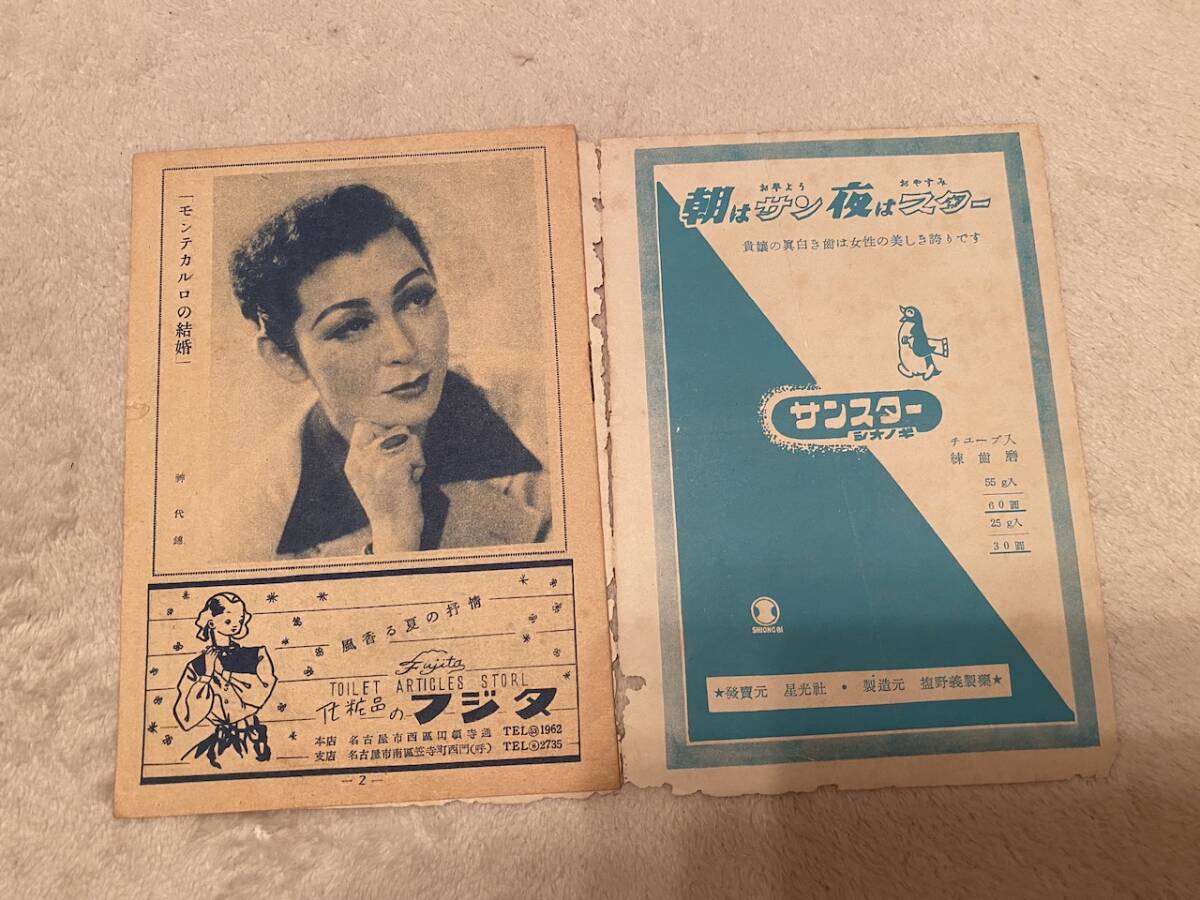 「モンテカルロの結婚」
神代錦
風香る夏の抒情
Fujita
TOILET ARTICLES STORE
化粧品のフジタ
本店 名古屋市西區円頓寺通 TEL 1962
支店 名古屋市南區笠寺町西門(呼) TEL 2735
—2—
お早よう おやすみ
朝はサン 夜はスター
貴讓の眞白き歯は女性の美しき誇りです
サンスター
シオノギ
チユーブ入
練歯磨
55g入
60圓
25g入
30圓
SHIONOGI
★發賣元 星光社・製造元 塩野義製薬★